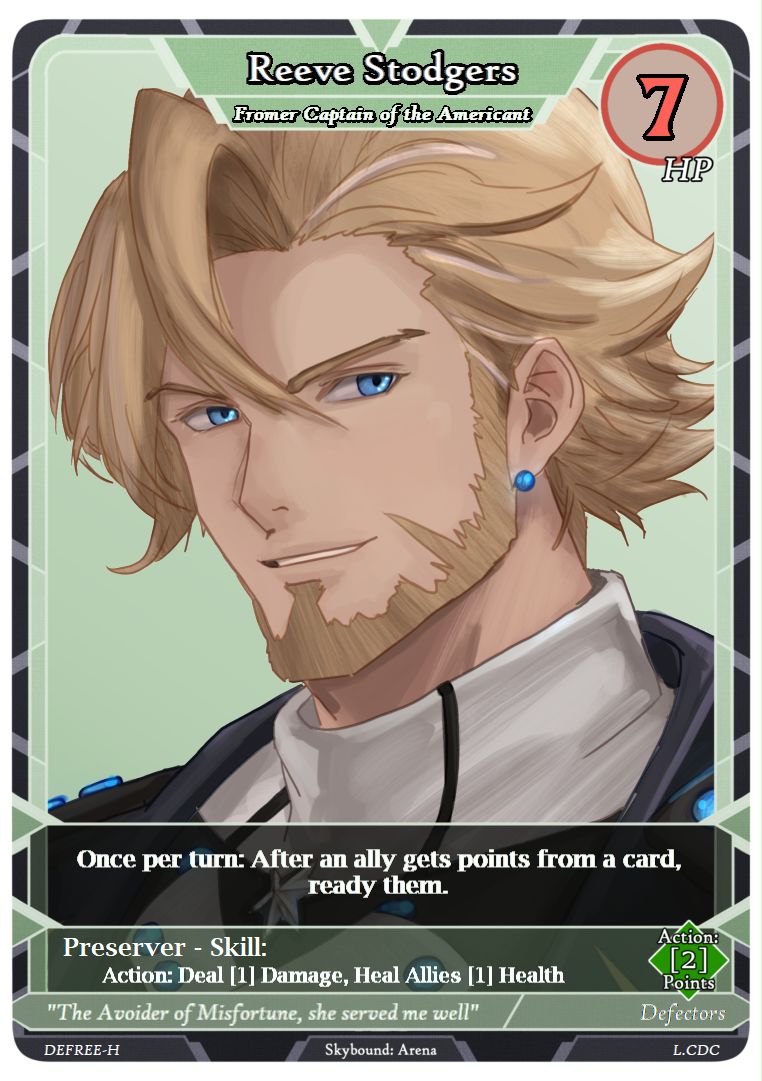 Reeve Stodgers
Fromer Captain of the Americant
7
HP
Once per turn: After an ally gets points from a card,
ready them.
Preserver - Skill:
Action: Deal [1] Damage, Heal Allies [1] Health
Action:
[2]
Points
"The Avoider of Misfortune, she served me well"
Defectors
DEFREE-H
Skybound: Arena
L.CDC